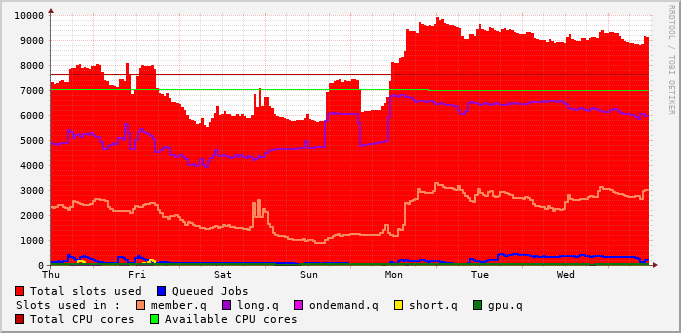 RRDTOOL / TOBI OETIKER
10000
9000
8000
7000
6000
5000
4000
3000
2000
1000
0
Thu Fri Sat Sun Mon Tue Wed
Total slots used Queued Jobs
Slots used in : member.q long.q ondemand.q short.q gpu.q
Total CPU cores Available CPU cores